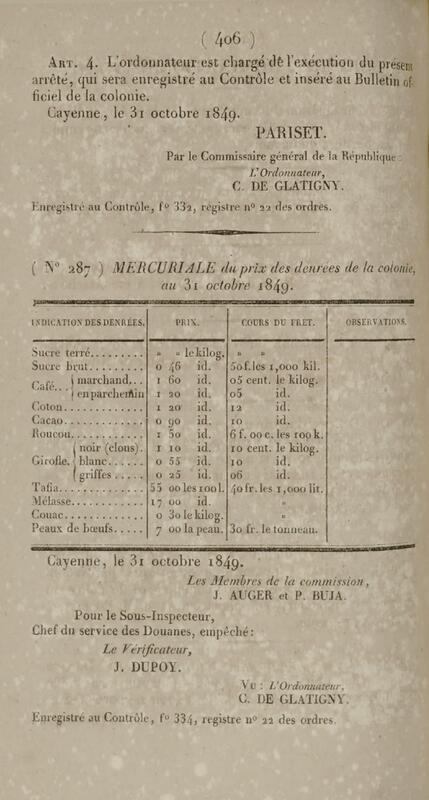 ( 406 )
ART. 4. L'ordonnateur est chargé de l'exécution du présent
arrêté, qui sera enregistré au Contrôle et inséré au Bulletin of-
ficiel de la colonie.
Cayenne, le 31 octobre 1849.
PARISET.
Par le Commissaire général de la République :
L'Ordonnateur,
C. DE GLATIGNY.
Enregistré au Contrôle, f° 332, registre n° 22 des ordres.
( N° 287 ) MERCURIALE du prix des denrées de la colonie,
au 31 octobre 1849.
INDICATION DES DENRÉES. PRIX. COURS DU FRET. OBSERVATIONS.
Sucre terré......... » » le kilog. » »
Sucre brut......... 0 46 id. 50 f. les 1,000 kil.
Café... { marchand... 1 60 id. 05 cent. le kilog.
{ en parchemin 1 20 id. 05 id.
Coton............. 1 20 id. 12 id.
Cacao............. 0 90 id. 10 id.
Roucou........... 1 50 id. 6 f. 00 c. les 100 k.
{ noir (clous). 1 10 id. 10 cent. le kilog.
Girofle. { blanc...... 0 55 id. 10 id.
{ griffes ..... 0 25 id. 06 id.
Tafia............. 55 00 les 100 l. 40 fr. les 1,000 lit.
Mélasse........... 17 00 id. »
Couac............ 0 30 le kilog. »
Peaux de bœufs..... 7 00 la peau. 30 fr. le tonneau.
Cayenne, le 31 octobre 1849.
Les Membres de la commission,
J. AUGER et P. BUJA.
Pour le Sous-Inspecteur,
Chef du service des Douanes, empêché :
Le Vérificateur,
J. DUPOY.
Vu : L'Ordonnateur,
C. DE GLATIGNY.
Enregistré au Contrôle, f° 334, registre n° 22 des ordres.